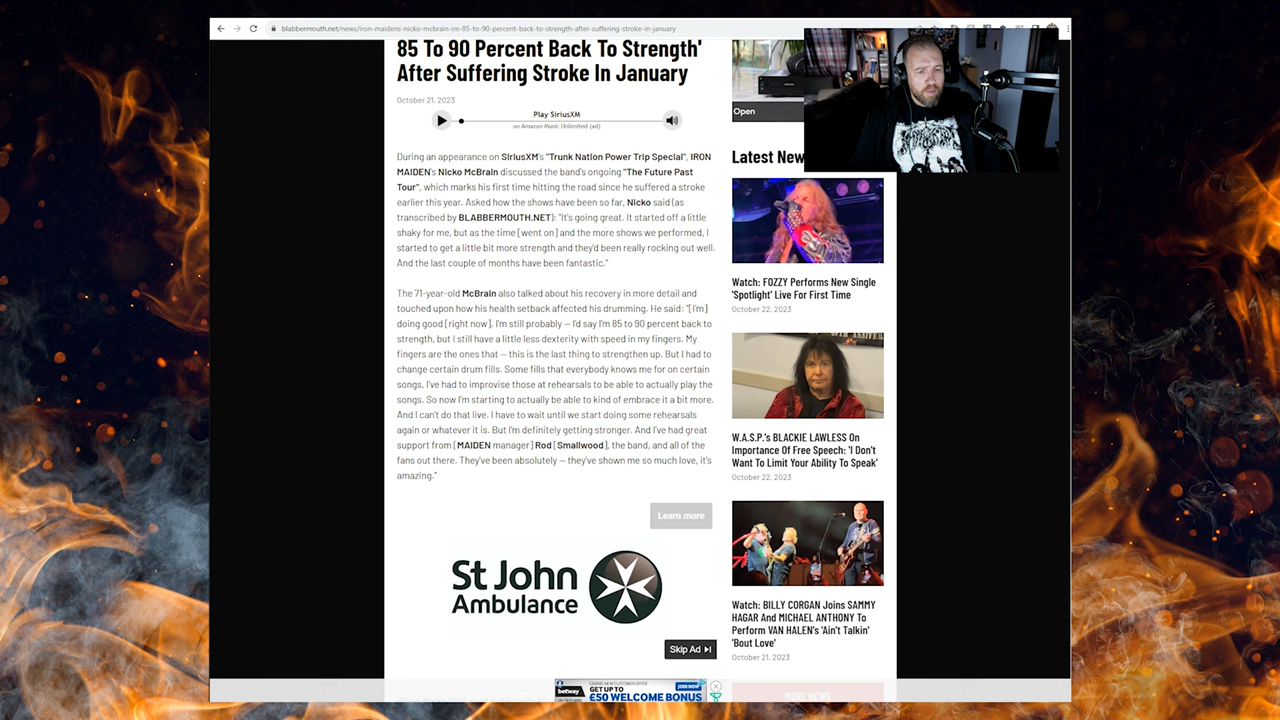 blabbermouth.net/news/iron-maidens-nicko-mcbrain-im-85-to-90-percent-back-to-strength-after-suffering-stroke-in-january
85 To 90 Percent Back To Strength'
After Suffering Stroke In January
October 21, 2023
Play SiriusXM
on Amazon Music Unlimited (ad)
During an appearance on SiriusXM's "Trunk Nation Power Trip Special", IRON
MAIDEN's Nicko McBrain discussed the band's ongoing "The Future Past
Tour", which marks his first time hitting the road since he suffered a stroke
earlier this year. Asked how the shows have been so far, Nicko said (as
transcribed by BLABBERMOUTH.NET): "It's going great. It started off a little
shaky for me, but as the time [went on] and the more shows we performed, I
started to get a little bit more strength and they'd been really rocking out well.
And the last couple of months have been fantastic."
The 71-year-old McBrain also talked about his recovery in more detail and
touched upon how his health setback affected his drumming. He said: "[I'm]
doing good [right now]. I'm still probably — I'd say I'm 85 to 90 percent back to
strength, but I still have a little less dexterity with speed in my fingers. My
fingers are the ones that — this is the last thing to strengthen up. But I had to
change certain drum fills. Some fills that everybody knows me for on certain
songs, I've had to improvise those at rehearsals to be able to actually play the
songs. So now I'm starting to actually be able to kind of embrace it a bit more.
And I can't do that live. I have to wait until we start doing some rehearsals
again or whatever it is. But I'm definitely getting stronger. And I've had great
support from [MAIDEN manager] Rod [Smallwood], the band, and all of the
fans out there. They've been absolutely — they've shown me so much love, it's
amazing."
Learn more
St John
Ambulance
Skip Ad
Open
Latest New
Watch: FOZZY Performs New Single
'Spotlight' Live For First Time
October 22, 2023
W.A.S.P.'s BLACKIE LAWLESS On
Importance Of Free Speech: 'I Don't
Want To Limit Your Ability To Speak'
October 22, 2023
Watch: BILLY CORGAN Joins SAMMY
HAGAR And MICHAEL ANTHONY To
Perform VAN HALEN's 'Ain't Talkin'
'Bout Love'
October 21, 2023
MORE NEWS
betway
CASINO NEW CUSTOMER OFFER
GET UP TO
£50 WELCOME BONUS
JOIN NOW